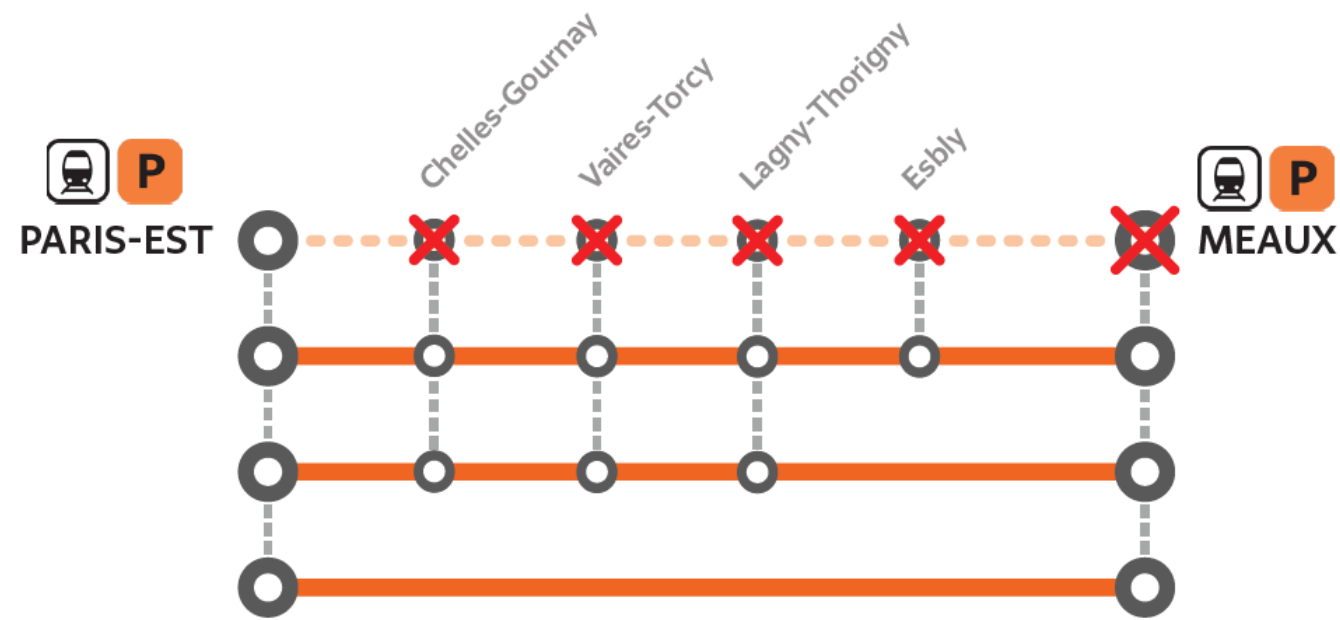 Chelles-Gournay
Vaires-Torcy
Lagny-Thorigny
Esbly
P
PARIS-EST
P
MEAUX